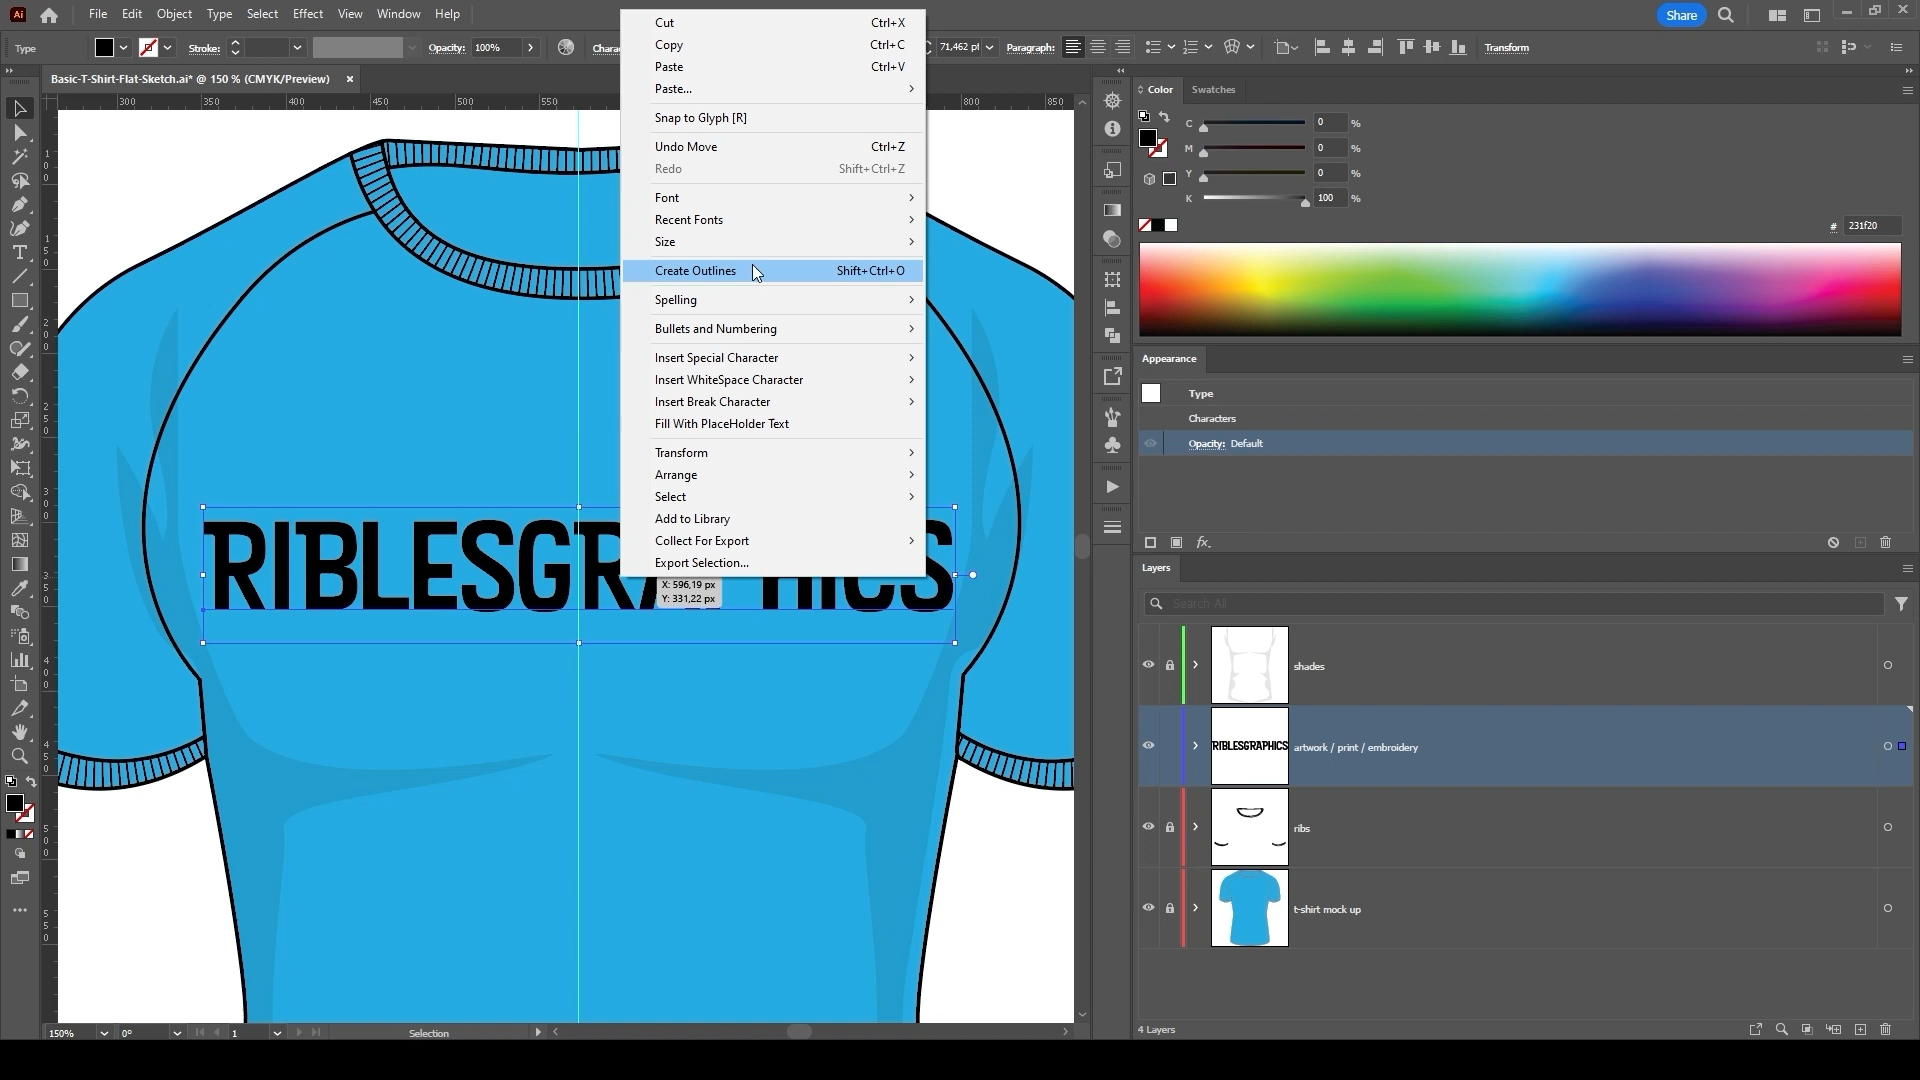 Ai File Edit Object Type Select Effect View Window Help Share
Type Stroke: Opacity: 100% Charac 71,462 pt Paragraph: Transform
Basic-T-Shirt-Flat-Sketch.ai* @ 150 % (CMYK/Preview)
300 350 400 450 500 550 800 850
Cut Ctrl+X
Copy Ctrl+C
Paste Ctrl+V
Paste...
Snap to Glyph [R]
Undo Move Ctrl+Z
Redo Shift+Ctrl+Z
Font
Recent Fonts
Size
Create Outlines Shift+Ctrl+O
Spelling
Bullets and Numbering
Insert Special Character
Insert WhiteSpace Character
Insert Break Character
Fill With PlaceHolder Text
Transform
Arrange
Select
Add to Library
Collect For Export
Export Selection...
X: 596,19 px
Y: 331,22 px
RIBLESGRAPHICS
Color Swatches
C 0 %
M 0 %
Y 0 %
K 100 %
# 231f20
Appearance
Type
Characters
Opacity: Default
fx.
Layers
Search All
shades
RIBLESGRAPHICS artwork / print / embroidery
ribs
t-shirt mock up
4 Layers
150% 0° 1 Selection